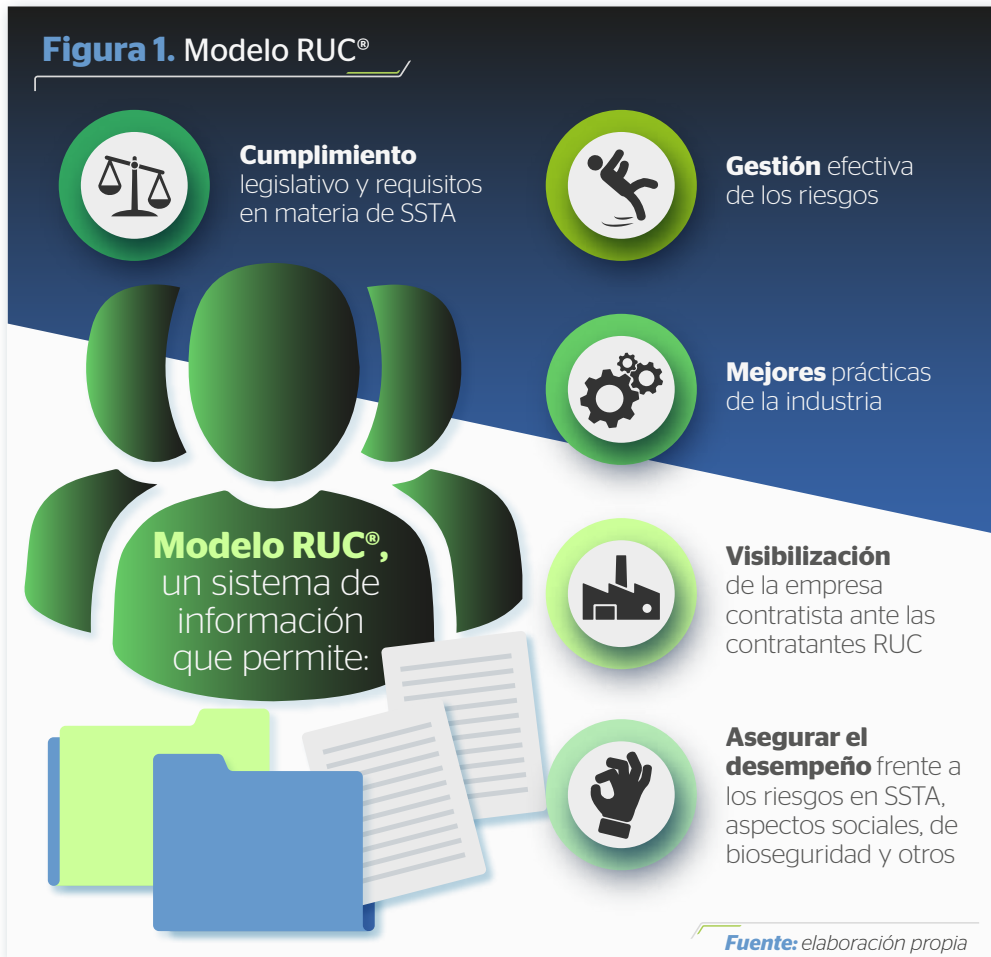 Figura 1. Modelo RUC®
Cumplimiento
legislativo y requisitos
en materia de SSTA
Gestión efectiva
de los riesgos
Mejores prácticas
de la industria
Modelo RUC®,
un sistema de
información
que permite:
Visibilización
de la empresa
contratista ante las
contratantes RUC
Asegurar el
desempeño frente a
los riesgos en SSTA,
aspectos sociales, de
bioseguridad y otros
Fuente: elaboración propia